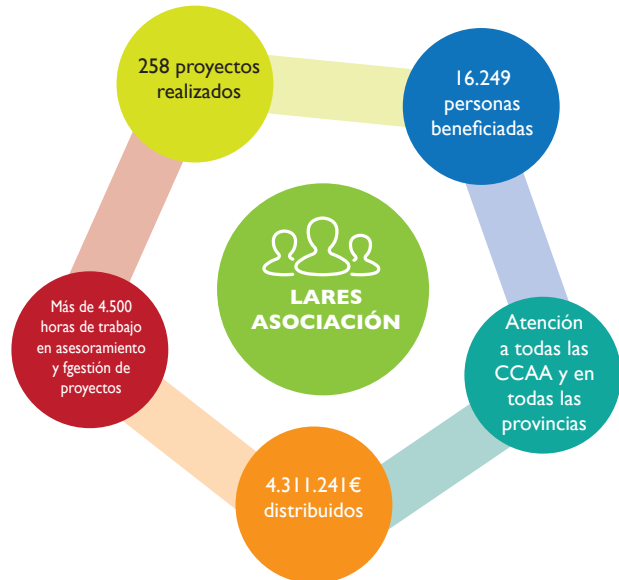 258 proyectos
realizados
16.249
personas
beneficiadas
LARES
ASOCIACIÓN
Más de 4.500
horas de trabajo
en asesoramiento
y fgestión de
proyectos
Atención
a todas las
CCAA y en
todas las
provincias
4.311.241€
distribuidos